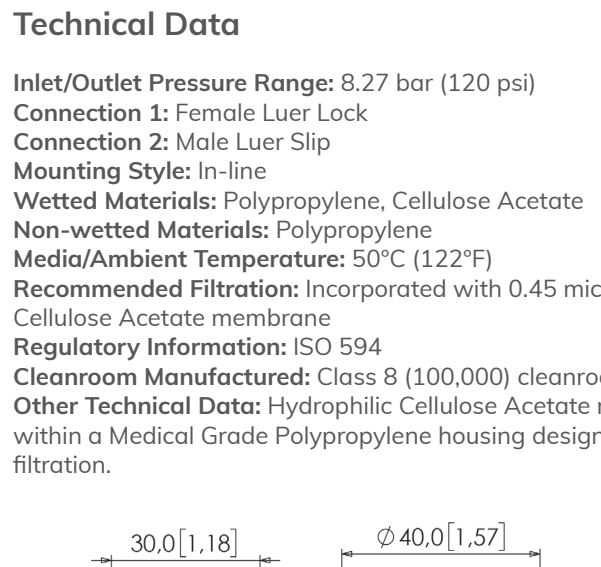 Technical Data
Inlet/Outlet Pressure Range: 8.27 bar (120 psi)
Connection 1: Female Luer Lock
Connection 2: Male Luer Slip
Mounting Style: In-line
Wetted Materials: Polypropylene, Cellulose Acetate
Non-wetted Materials: Polypropylene
Media/Ambient Temperature: 50°C (122°F)
Recommended Filtration: Incorporated with 0.45 mic
Cellulose Acetate membrane
Regulatory Information: ISO 594
Cleanroom Manufactured: Class 8 (100,000) cleanro
Other Technical Data: Hydrophilic Cellulose Acetate
within a Medical Grade Polypropylene housing design
filtration.
30,0[1,18] ∅40,0[1,57]